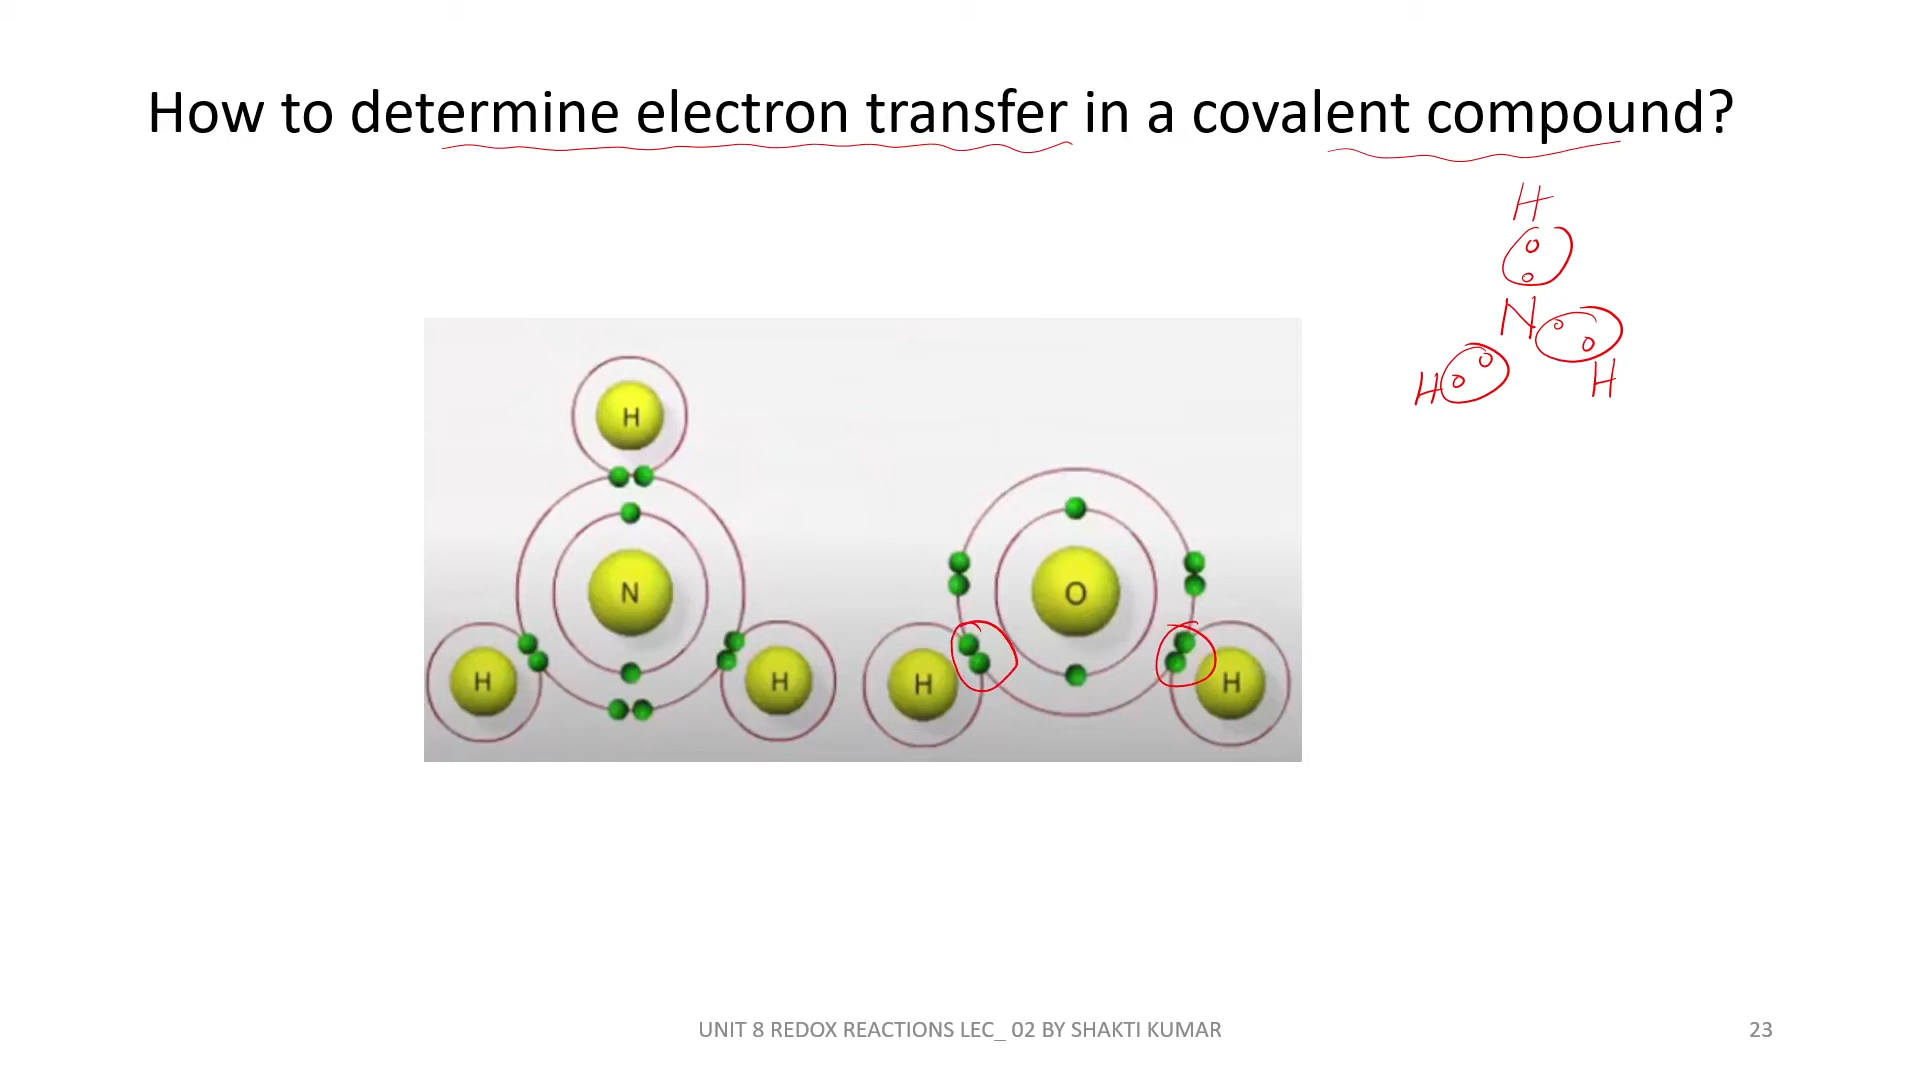 How to determine electron transfer in a covalent compound?
H
N
H
H
H
N
O
H
H
H
H
UNIT 8 REDOX REACTIONS LEC_ 02 BY SHAKTI KUMAR
23